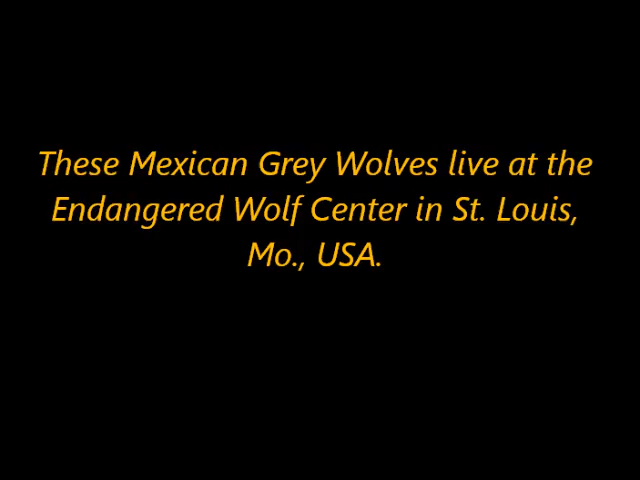 These Mexican Grey Wolves live at the
Endangered Wolf Center in St. Louis,
Mo., USA.